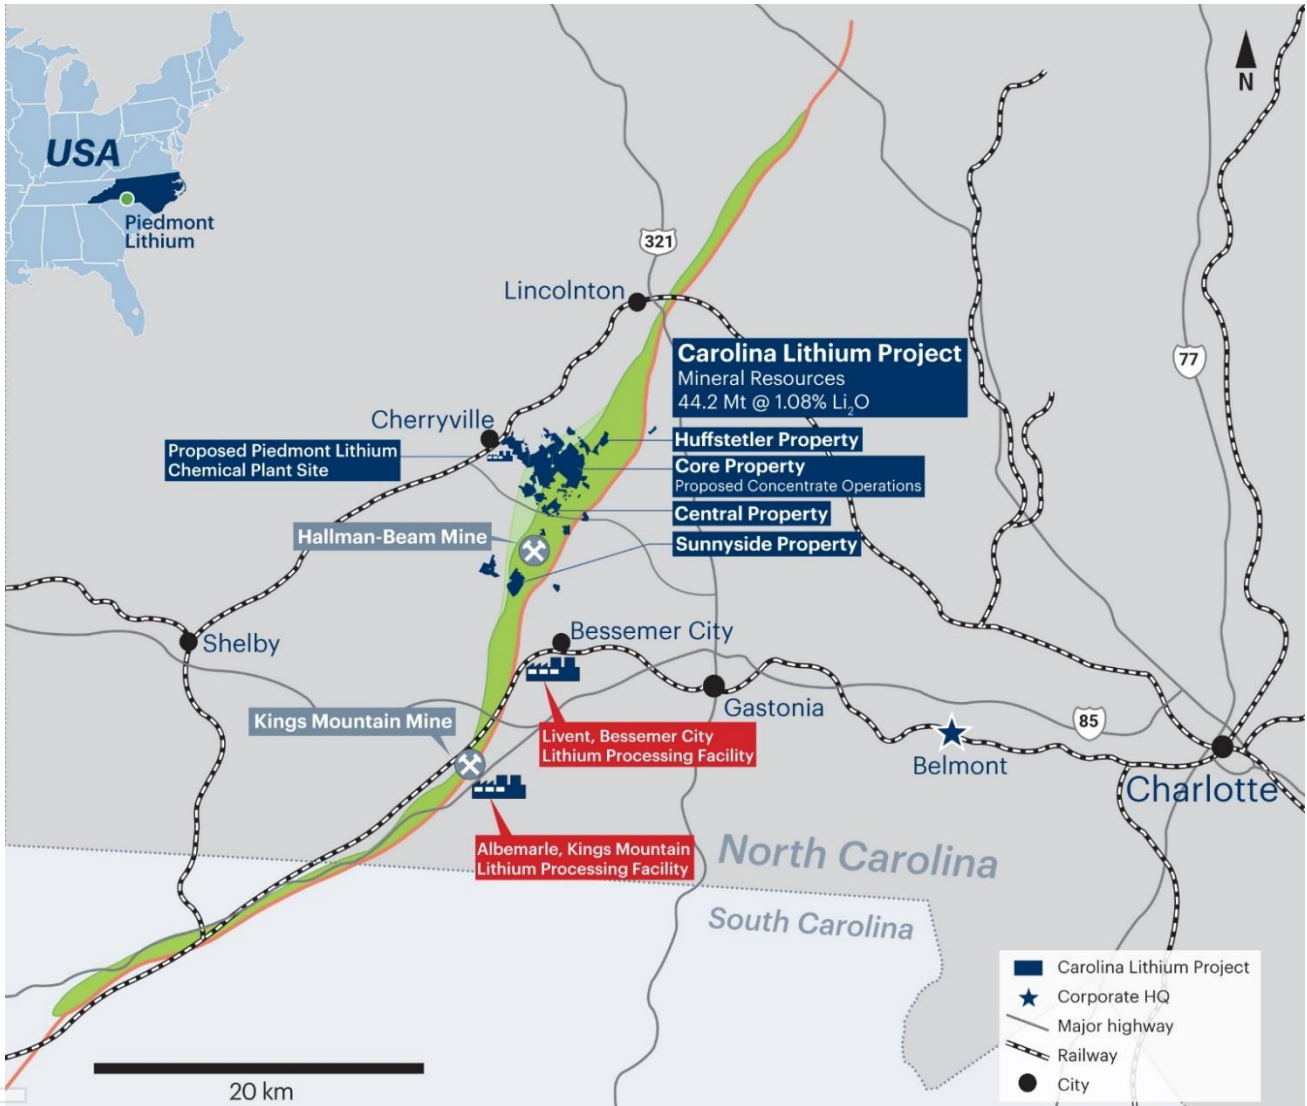 N
USA
Piedmont
Lithium
321
77
Lincolnton
Carolina Lithium Project
Mineral Resources
44.2 Mt @ 1.08% Li₂O
Cherryville
Huffstetler Property
Proposed Piedmont Lithium
Chemical Plant Site
Core Property
Proposed Concentrate Operations
Central Property
Hallman-Beam Mine
Sunnyside Property
Shelby
Bessemer City
Gastonia
Kings Mountain Mine
85
Livent, Bessemer City
Lithium Processing Facility
Belmont
Charlotte
Albemarle, Kings Mountain
Lithium Processing Facility
North Carolina
South Carolina
Carolina Lithium Project
Corporate HQ
Major highway
Railway
City
20 km